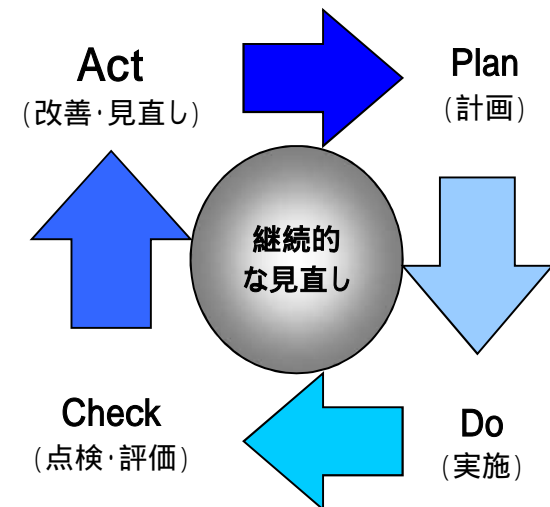 Act
(改善・見直し)
Plan
(計画)
継続的
な見直し
Check
(点検・評価)
Do
(実施)